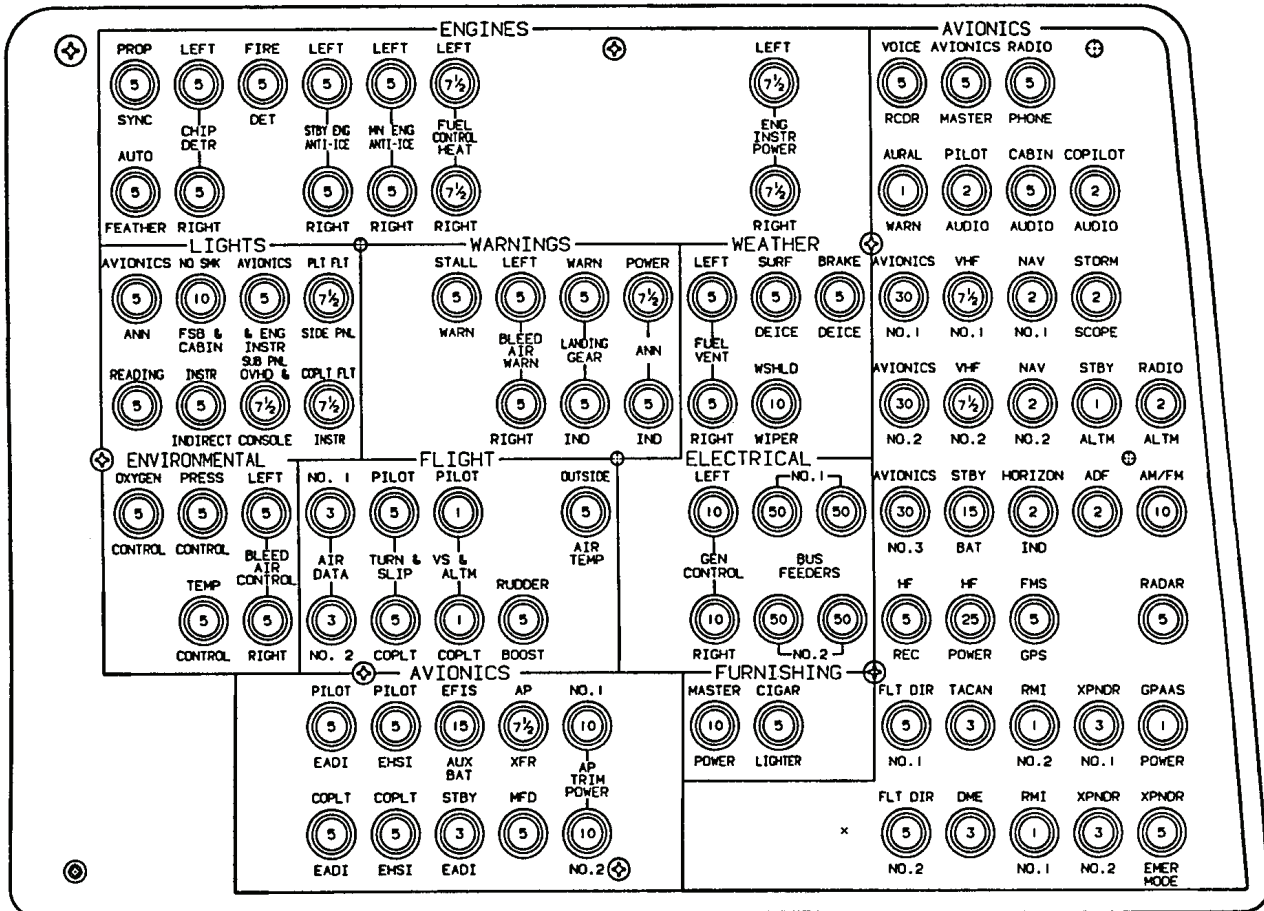 ENGINES AVIONICS
PROP LEFT FIRE LEFT LEFT LEFT LEFT VOICE AVIONICS RADIO
5 5 5 5 5 7½ 7½ 5 5 5
SYNC DET RCDR MASTER PHONE
CHIP DETR STBY ENG ANTI-ICE MN ENG ANTI-ICE FUEL CONTROL HEAT ENG INSTR POWER
AUTO AURAL PILOT CABIN COPILOT
5 5 5 5 7½ 7½ 1 2 5 2
FEATHER RIGHT RIGHT RIGHT RIGHT RIGHT WARN AUDIO AUDIO AUDIO
LIGHTS WARNINGS WEATHER
AVIONICS NO SMK AVIONICS PLT FLT STALL LEFT WARN POWER LEFT SURF BRAKE AVIONICS VHF NAV STORM
5 10 5 7½ 5 5 5 7½ 5 5 5 30 7½ 2 2
ANN FSB & CABIN & ENG INSTR SIDE PNL WARN DEICE DEICE NO.1 NO.1 NO.1 SCOPE
BLEED AIR WARN LANDING GEAR ANN FUEL VENT
READING INSTR SUB PNL OVHD & COPLT FLT WSHLD AVIONICS VHF NAV STBY RADIO
5 5 7½ 7½ 5 5 5 5 10 30 7½ 2 1 2
INDIRECT CONSOLE INSTR RIGHT IND IND RIGHT WIPER NO.2 NO.2 NO.2 ALTM ALTM
ENVIRONMENTAL FLIGHT ELECTRICAL
OXYGEN PRESS LEFT NO. 1 PILOT PILOT OUTSIDE LEFT NO.1 AVIONICS STBY HORIZON ADF AM/FM
5 5 5 3 5 1 5 10 50 50 30 15 2 2 10
CONTROL CONTROL AIR TEMP NO.3 BAT IND
BLEED AIR CONTROL AIR DATA TURN & SLIP VS & ALTM GEN CONTROL BUS FEEDERS
TEMP RUDDER HF HF FMS RADAR
5 5 3 5 1 5 10 50 50 5 25 5 5
CONTROL RIGHT NO. 2 COPLT COPLT BOOST RIGHT NO.2 REC POWER GPS
AVIONICS FURNISHING
PILOT PILOT EFIS AP NO.1 MASTER CIGAR FLT DIR TACAN RMI XPNDR GPAAS
5 5 15 7½ 10 10 5 5 3 1 3 1
EADI EHSI AUX BAT XFR POWER LIGHTER NO.1 NO.2 NO.1 POWER
AP TRIM POWER
COPLT COPLT STBY MFD FLT DIR DME RMI XPNDR XPNDR
5 5 3 5 10 × 5 3 1 3 5
EADI EHSI EADI NO.2 NO.2 NO.1 NO.2 EMER MODE